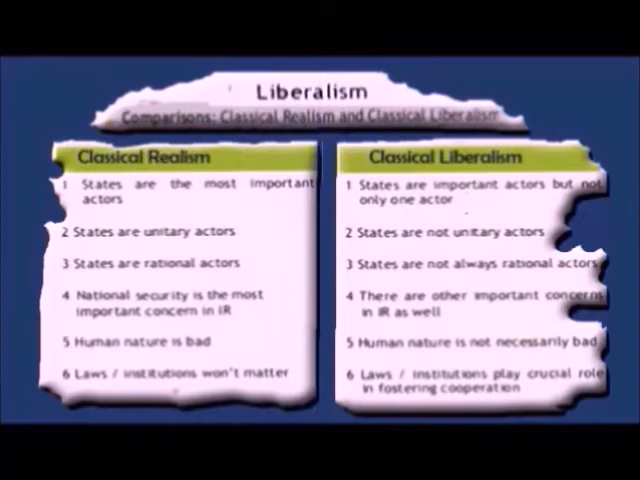 Liberalism
Comparisons: Classical Realism and Classical Liberalism
Classical Realism
1 States are the most important
actors
2 States are unitary actors
3 States are rational actors
4 National security is the most
important concern in IR
5 Human nature is bad
6 Laws / institutions won't matter
Classical Liberalism
1 States are important actors but not
only one actor
2 States are not unitary actors
3 States are not always rational actors
4 There are other important concerns
in IR as well
5 Human nature is not necessarily bad
6 Laws / institutions play crucial role
in fostering cooperation